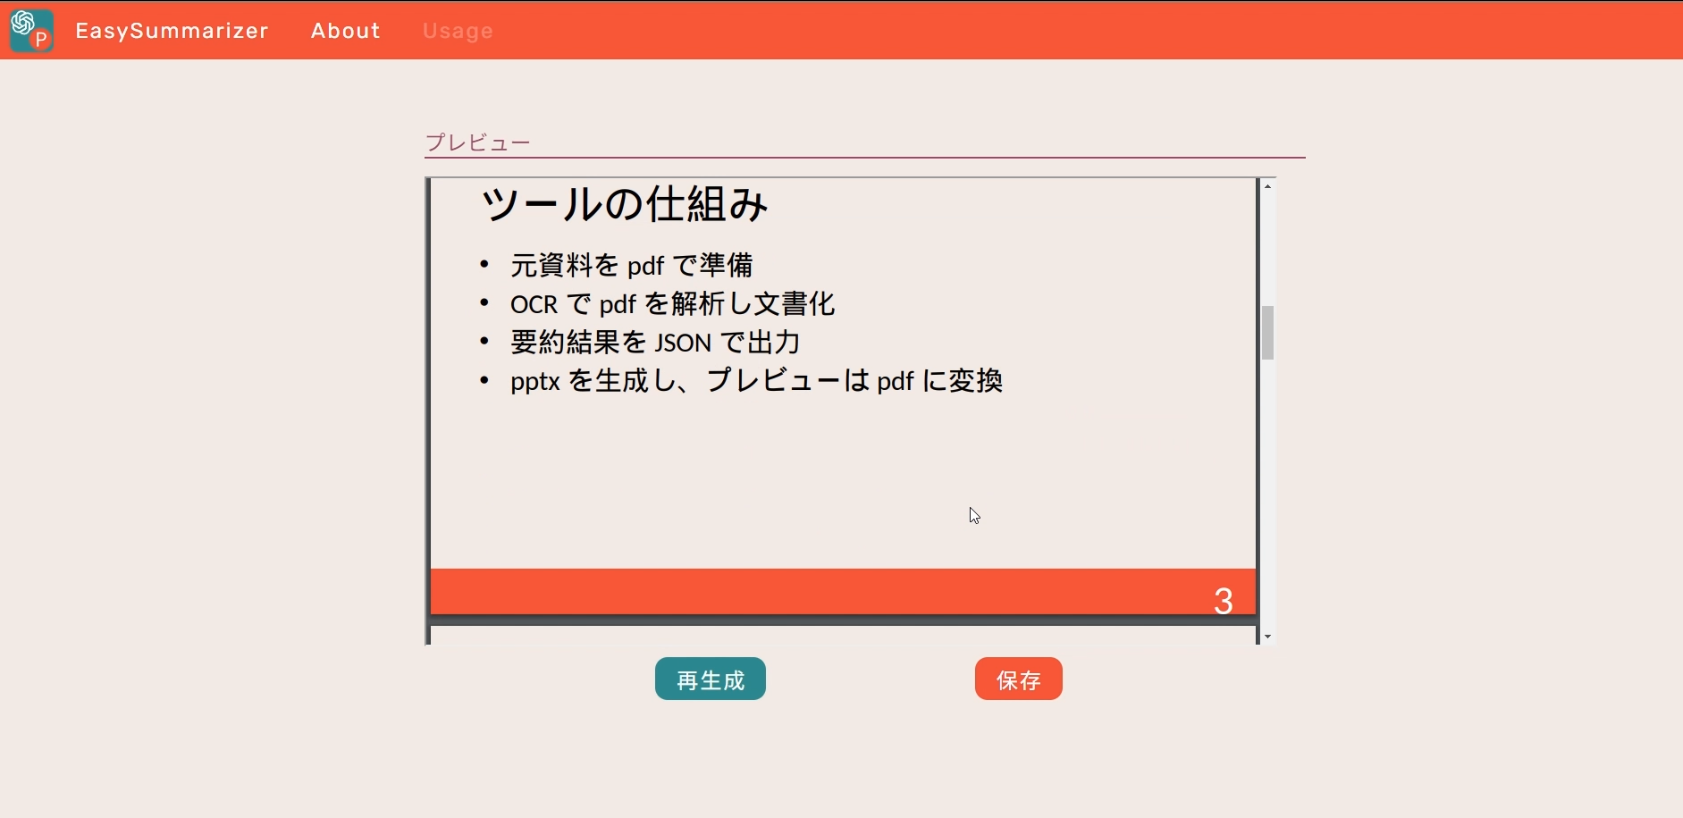 P
EasySummarizer
About
Usage
プレビュー
ツールの仕組み
• 元資料を pdf で準備
• OCR で pdf を解析し文書化
• 要約結果を JSON で出力
• pptx を生成し、プレビューは pdf に変換
3
再生成
保存